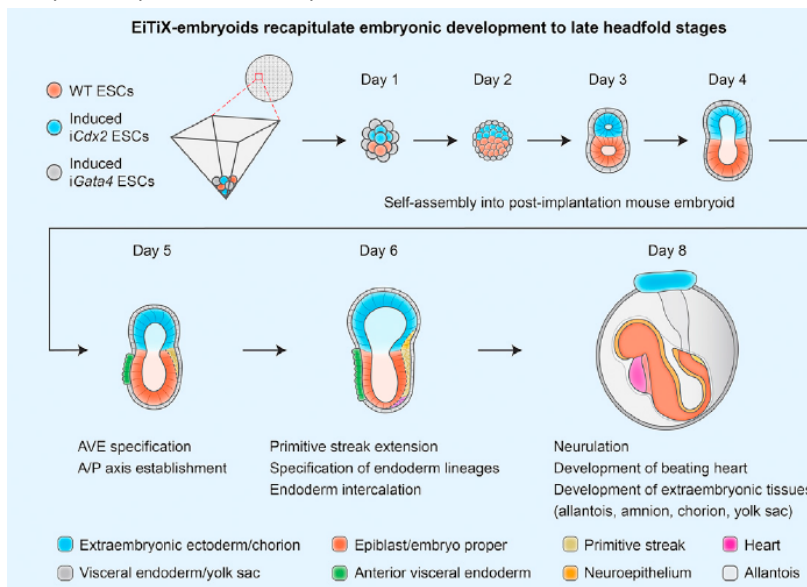 EiTiX-embryoids recapitulate embryonic development to late headfold stages
WT ESCs
Induced
iCdx2 ESCs
Induced
iGata4 ESCs
Day 1
Day 2
Day 3
Day 4
Self-assembly into post-implantation mouse embryoid
Day 5
Day 6
Day 8
AVE specification
A/P axis establishment
Primitive streak extension
Specification of endoderm lineages
Endoderm intercalation
Neurulation
Development of beating heart
Development of extraembryonic tissues
(allantois, amnion, chorion, yolk sac)
Extraembryonic ectoderm/chorion
Epiblast/embryo proper
Primitive streak
Heart
Visceral endoderm/yolk sac
Anterior visceral endoderm
Neuroepithelium
Allantois